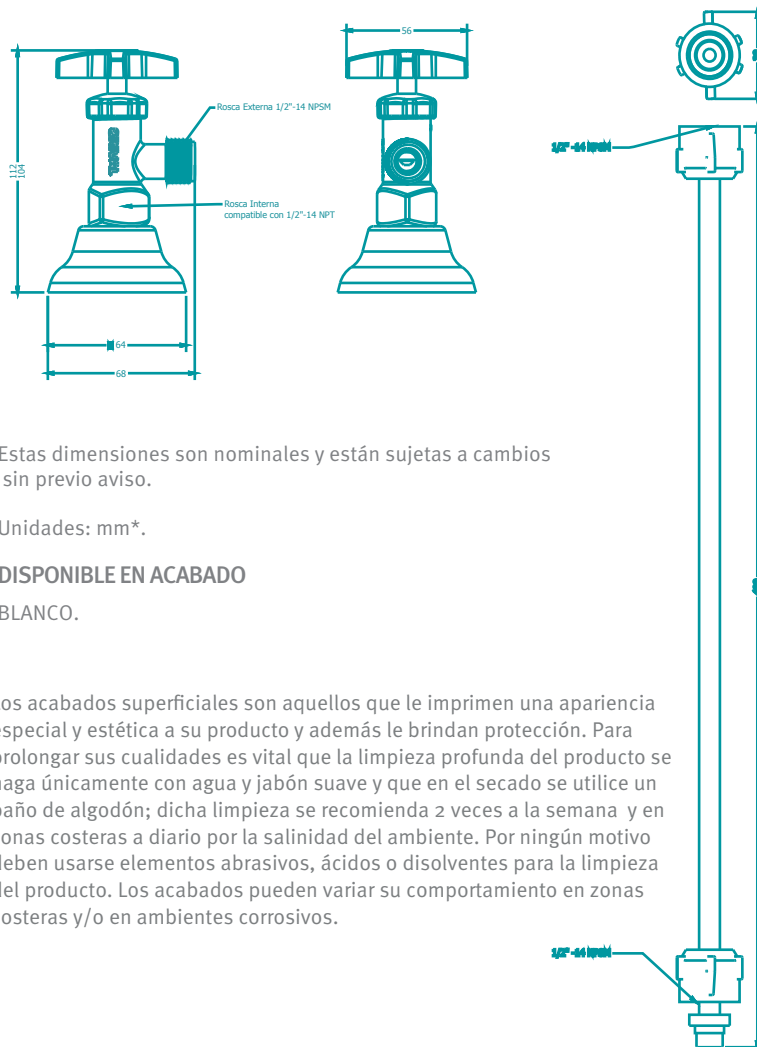 56
Rosca Externa 1/2"-14 NPSM
1/2" -14 NPSM
112
104
Rosca Interna
compatible con 1/2"-14 NPT
64
68
Estas dimensiones son nominales y están sujetas a cambios
sin previo aviso.
Unidades: mm*.
DISPONIBLE EN ACABADO
BLANCO.
Los acabados superficiales son aquellos que le imprimen una apariencia
especial y estética a su producto y además le brindan protección. Para
prolongar sus cualidades es vital que la limpieza profunda del producto se
haga únicamente con agua y jabón suave y que en el secado se utilice un
paño de algodón; dicha limpieza se recomienda 2 veces a la semana y en
zonas costeras a diario por la salinidad del ambiente. Por ningún motivo
deben usarse elementos abrasivos, ácidos o disolventes para la limpieza
del producto. Los acabados pueden variar su comportamiento en zonas
costeras y/o en ambientes corrosivos.
1/2" -14 NPSM